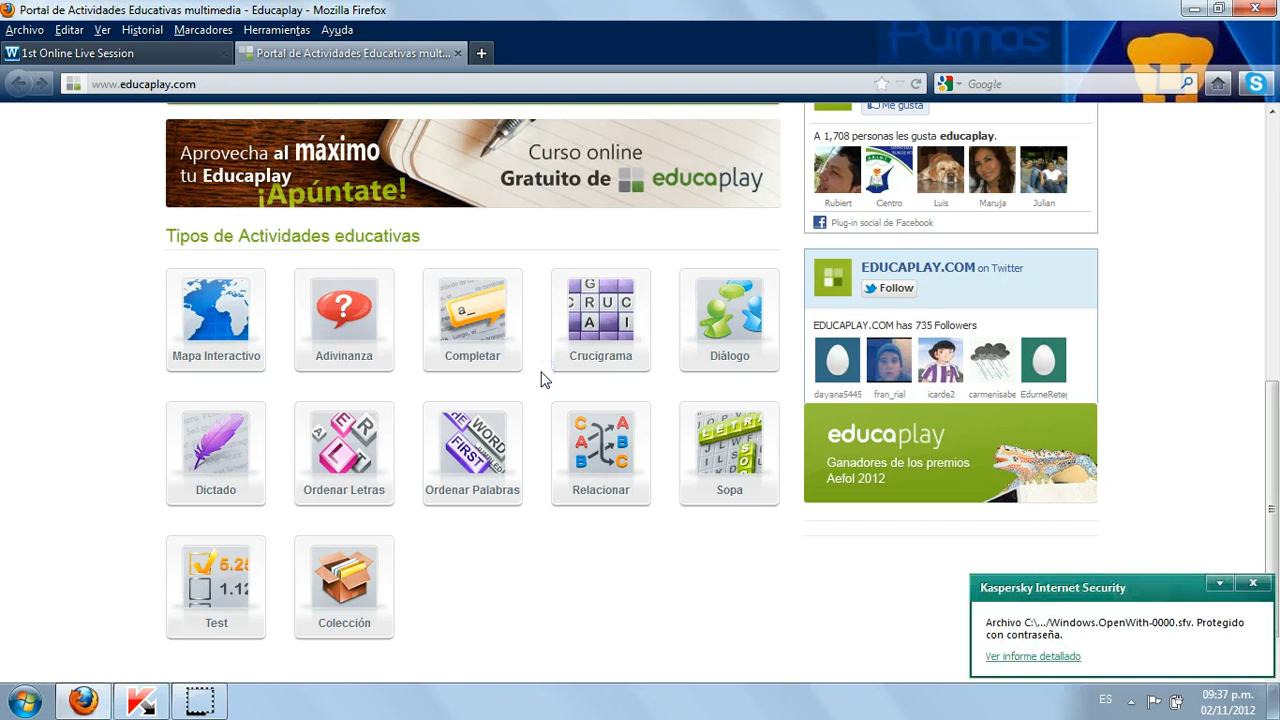 Portal de Actividades Educativas multimedia - Educaplay - Mozilla Firefox
Archivo Editar Ver Historial Marcadores Herramientas Ayuda
Pumas
1st Online Live Session
Portal de Actividades Educativas mult...
www.educaplay.com
Google
Me gusta
Aprovecha al máximo
tu Educaplay
¡Apúntate!
Curso online
Gratuito de educaplay
A 1,708 personas les gusta educaplay.
Rubiert Centro Luis Maruja Julian
Plug-in social de Facebook
Tipos de Actividades educativas
Mapa Interactivo
Adivinanza
Completar
Crucigrama
Diálogo
Dictado
Ordenar Letras
Ordenar Palabras
Relacionar
Sopa
Test
Colección
EDUCAPLAY.COM on Twitter
Follow
EDUCAPLAY.COM has 735 Followers
dayana5445 fran_rial icarde2 carmenisabe EdurneRete
educaplay
Ganadores de los premios
Aefol 2012
Kaspersky Internet Security
Archivo C:\.../Windows.OpenWith-0000.sfv. Protegido
con contraseña.
Ver informe detallado
ES
09:37 p.m.
02/11/2012